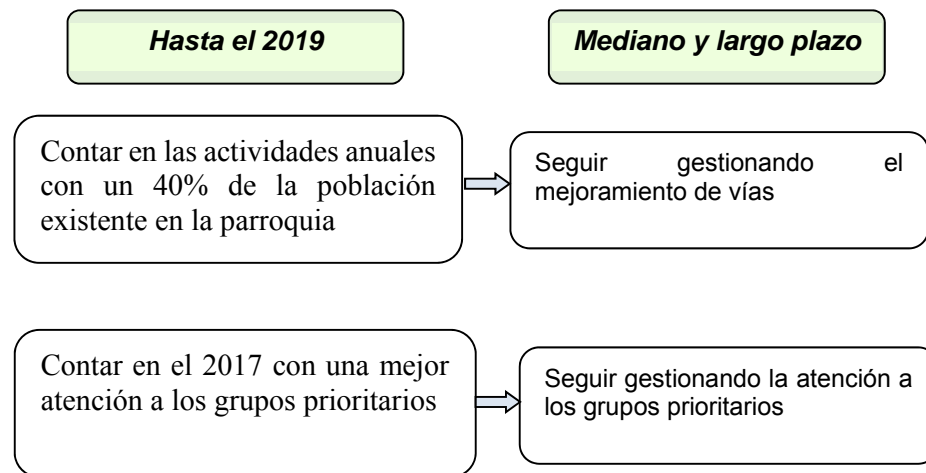 Hasta el 2019
Mediano y largo plazo
Contar en las actividades anuales
con un 40% de la población
existente en la parroquia
Seguir gestionando el
mejoramiento de vías
Contar en el 2017 con una mejor
atención a los grupos prioritarios
Seguir gestionando la atención a
los grupos prioritarios